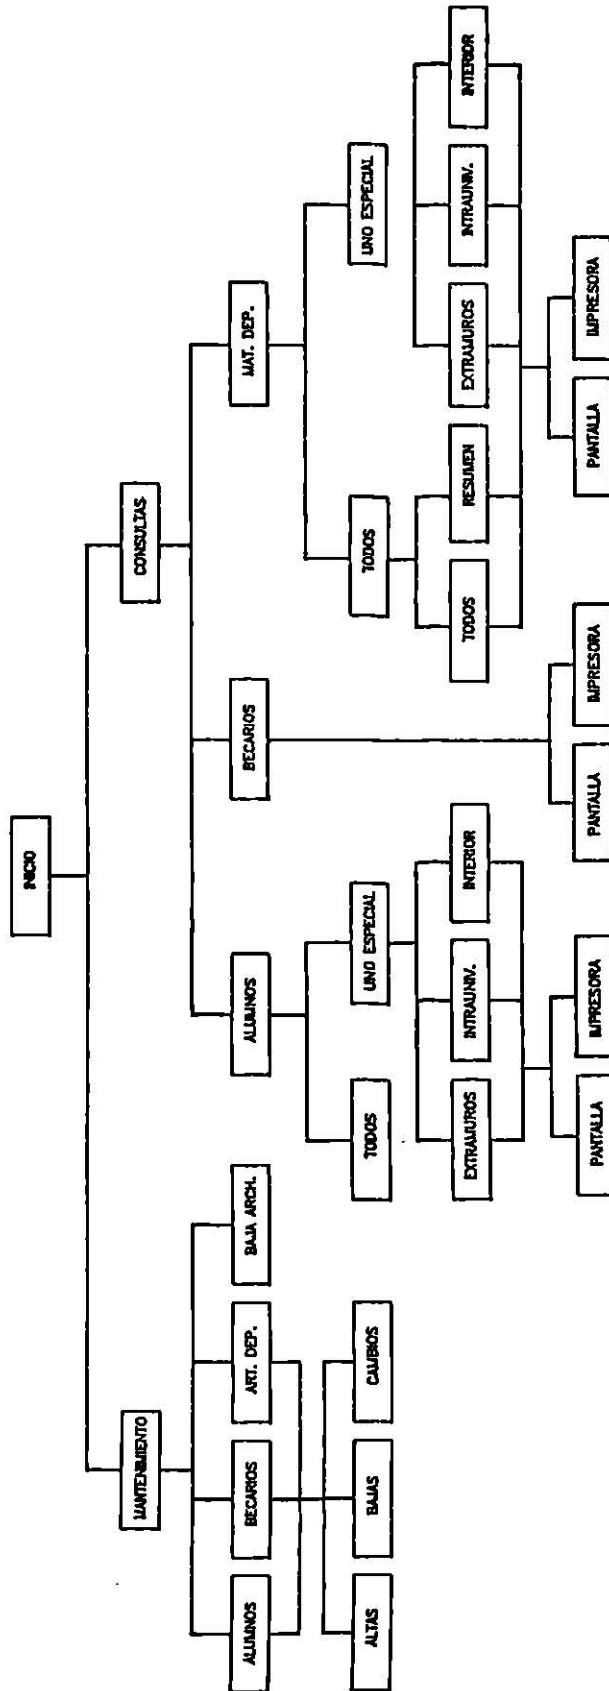 INICIO
MANTENIMIENTO
CONSULTAS
ALUMNOS
BECARIOS
ART. DEP.
BAJA ARCH.
ALUMNOS
BECARIOS
MAT. DEP.
ALTAS
BAJAS
CAMBIOS
TODOS
UNO ESPECIAL
TODOS
UNO ESPECIAL
EXTRAMUROS
INTRAUNIV.
INTERIOR
TODOS
RESUMEN
EXTRAMUROS
INTRAUNIV.
INTERIOR
PANTALLA
IMPRESORA
PANTALLA
IMPRESORA
PANTALLA
IMPRESORA